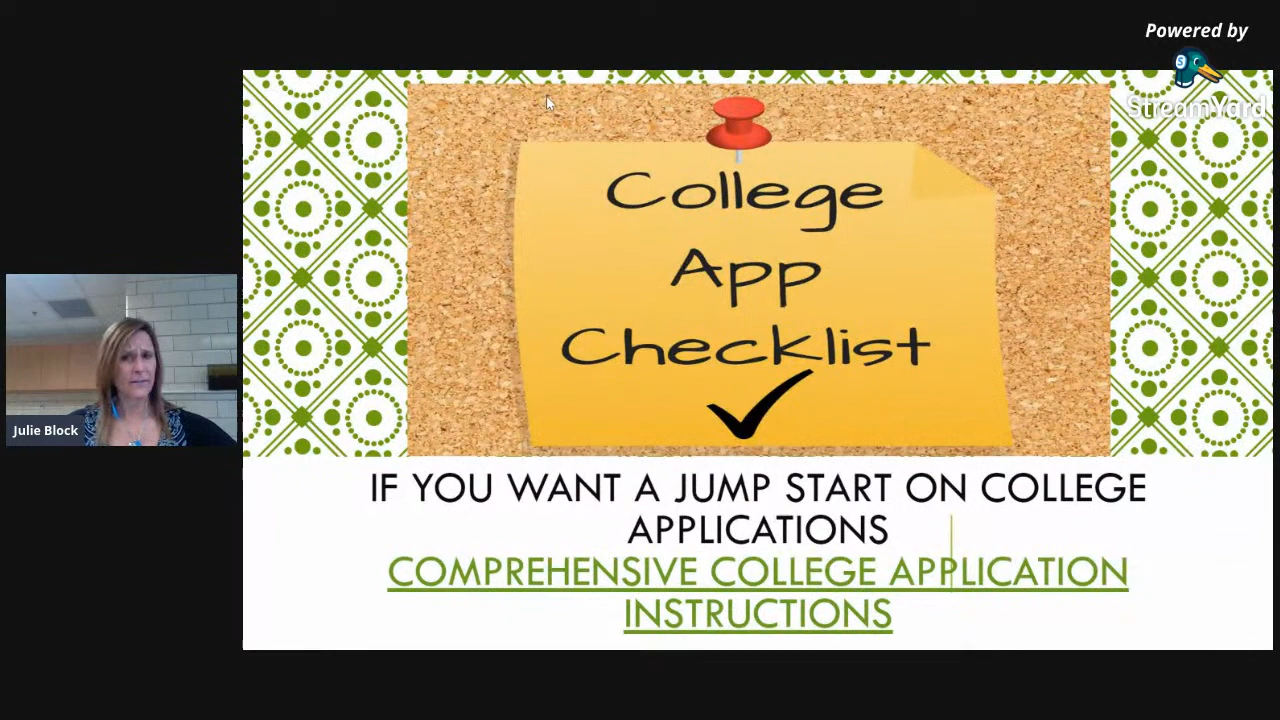 Powered by
StreamYard
College
App
Checklist
Julie Block
IF YOU WANT A JUMP START ON COLLEGE
APPLICATIONS
COMPREHENSIVE COLLEGE APPLICATION
INSTRUCTIONS